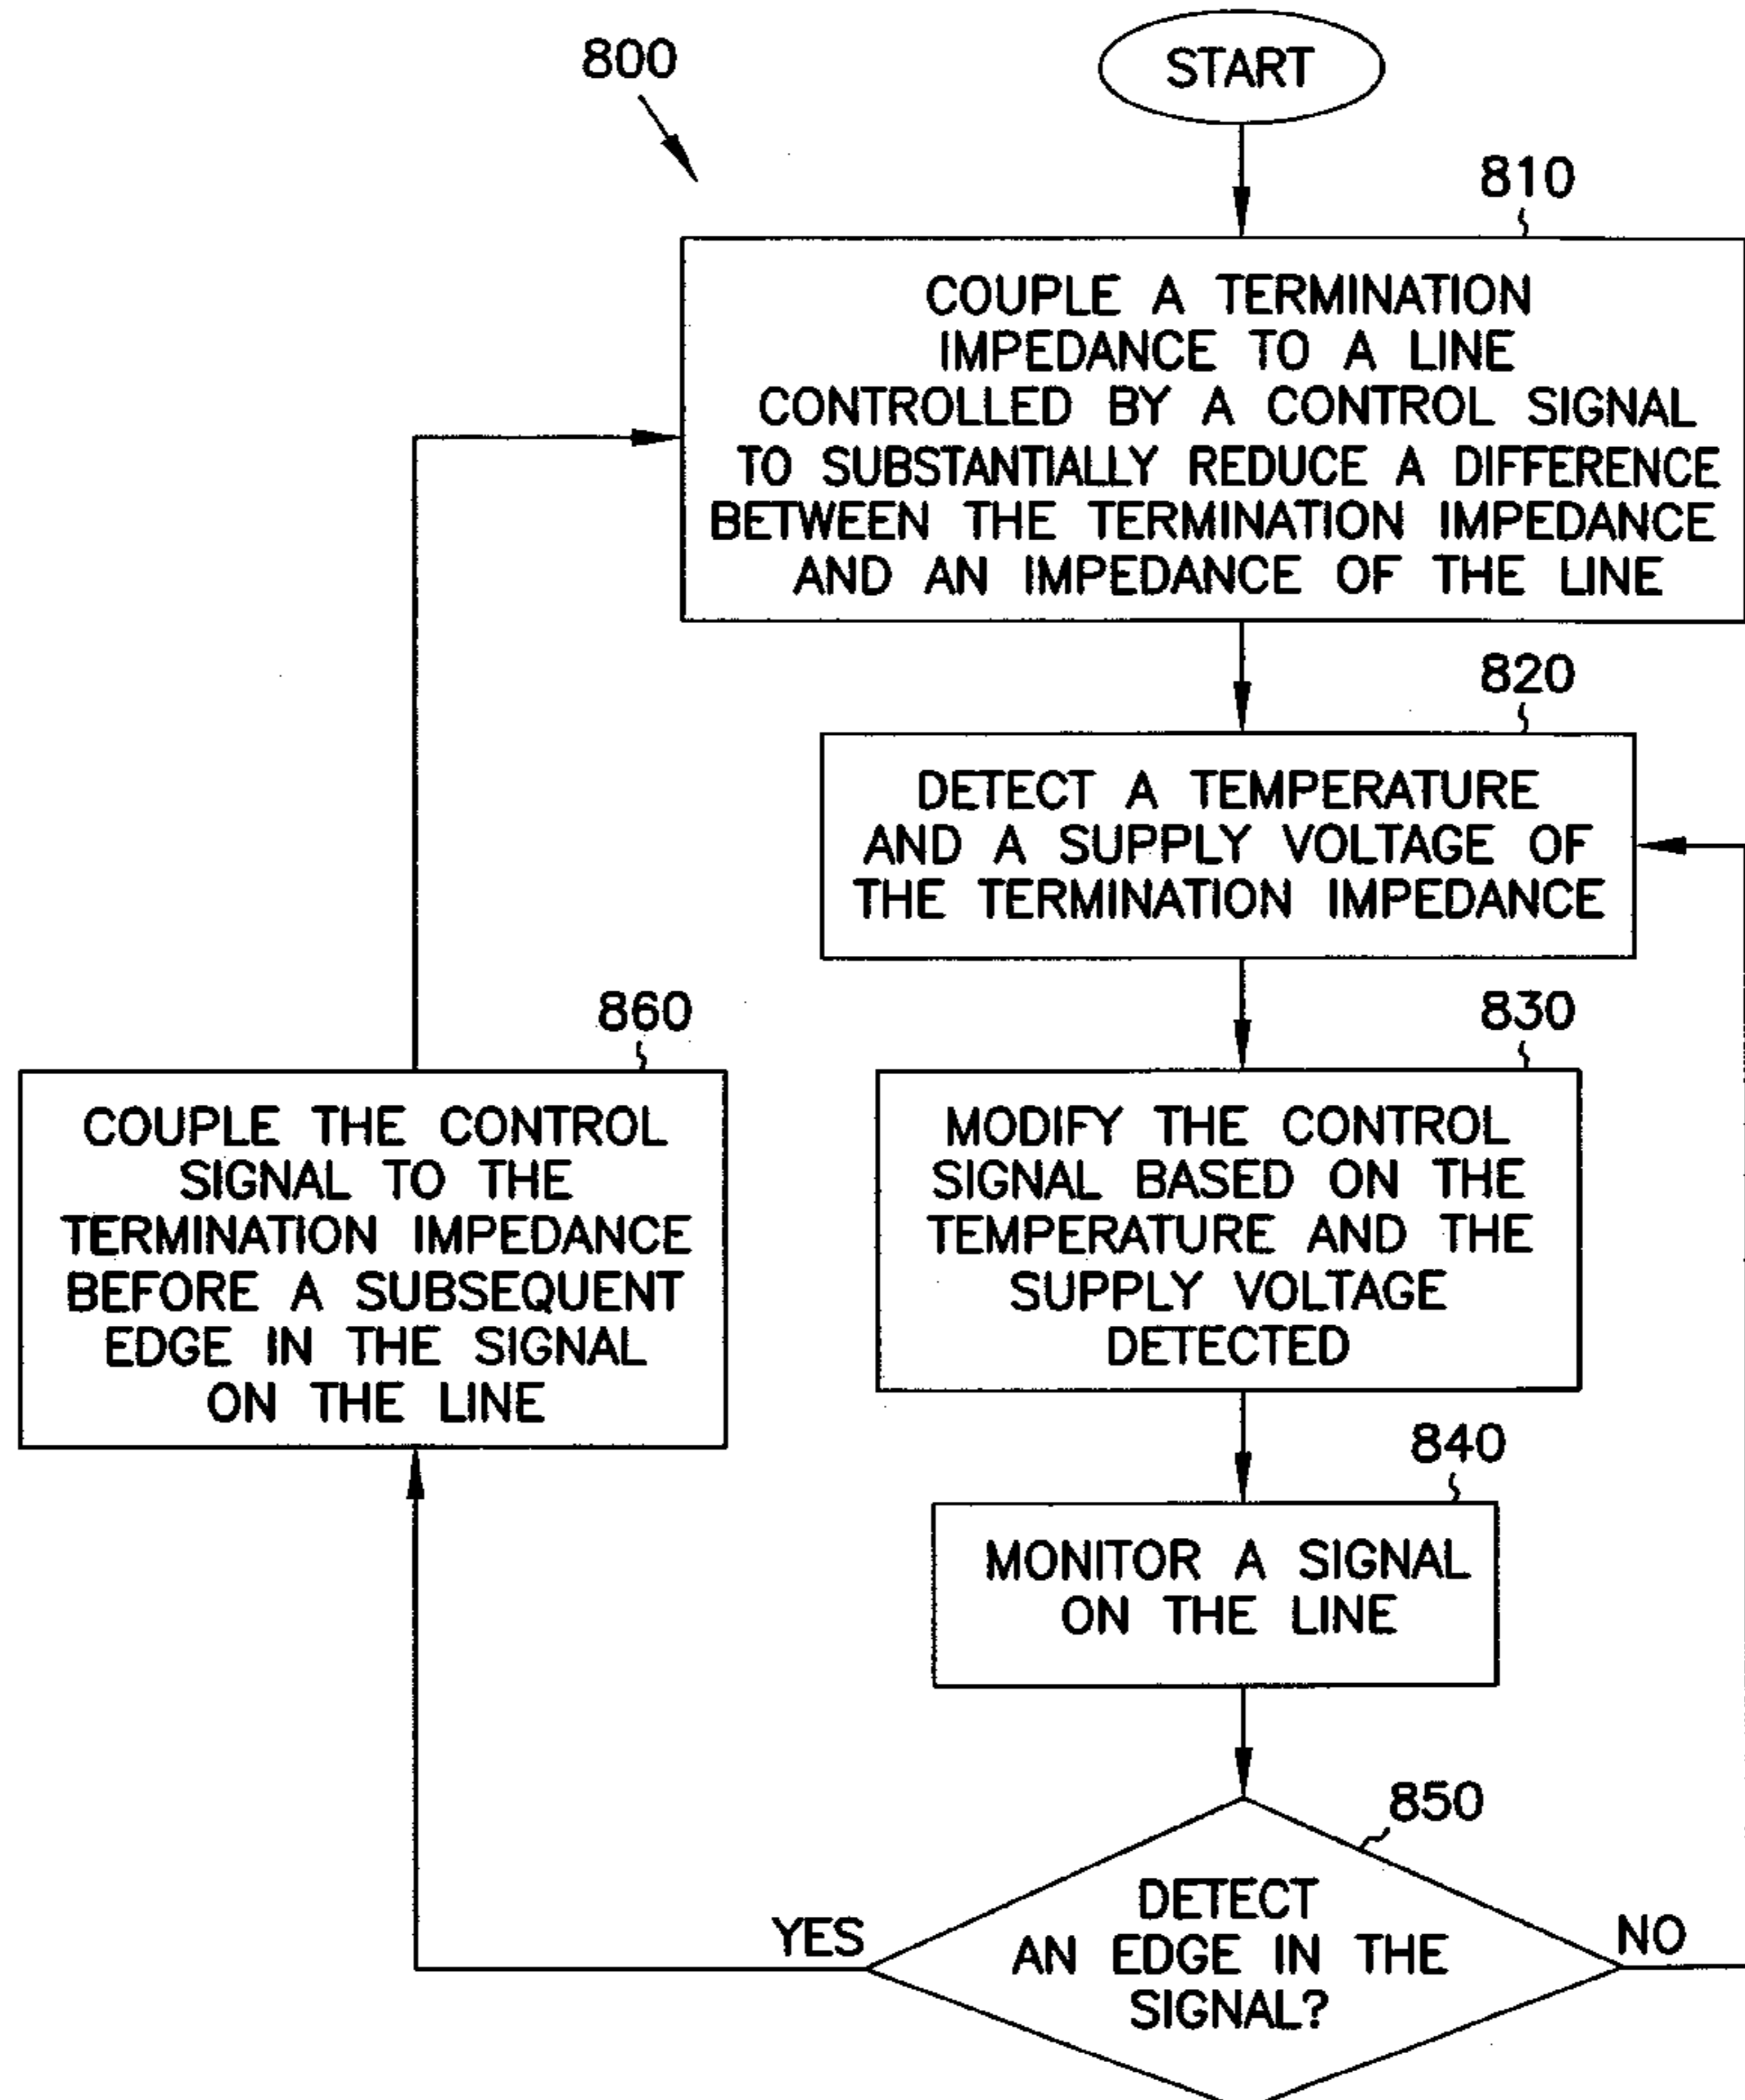 800
START
810
COUPLE A TERMINATION
IMPEDANCE TO A LINE
CONTROLLED BY A CONTROL SIGNAL
TO SUBSTANTIALLY REDUCE A DIFFERENCE
BETWEEN THE TERMINATION IMPEDANCE
AND AN IMPEDANCE OF THE LINE
820
DETECT A TEMPERATURE
AND A SUPPLY VOLTAGE OF
THE TERMINATION IMPEDANCE
830
MODIFY THE CONTROL
SIGNAL BASED ON THE
TEMPERATURE AND THE
SUPPLY VOLTAGE
DETECTED
840
MONITOR A SIGNAL
ON THE LINE
850
DETECT
AN EDGE IN THE
SIGNAL?
YES
NO
860
COUPLE THE CONTROL
SIGNAL TO THE
TERMINATION IMPEDANCE
BEFORE A SUBSEQUENT
EDGE IN THE SIGNAL
ON THE LINE